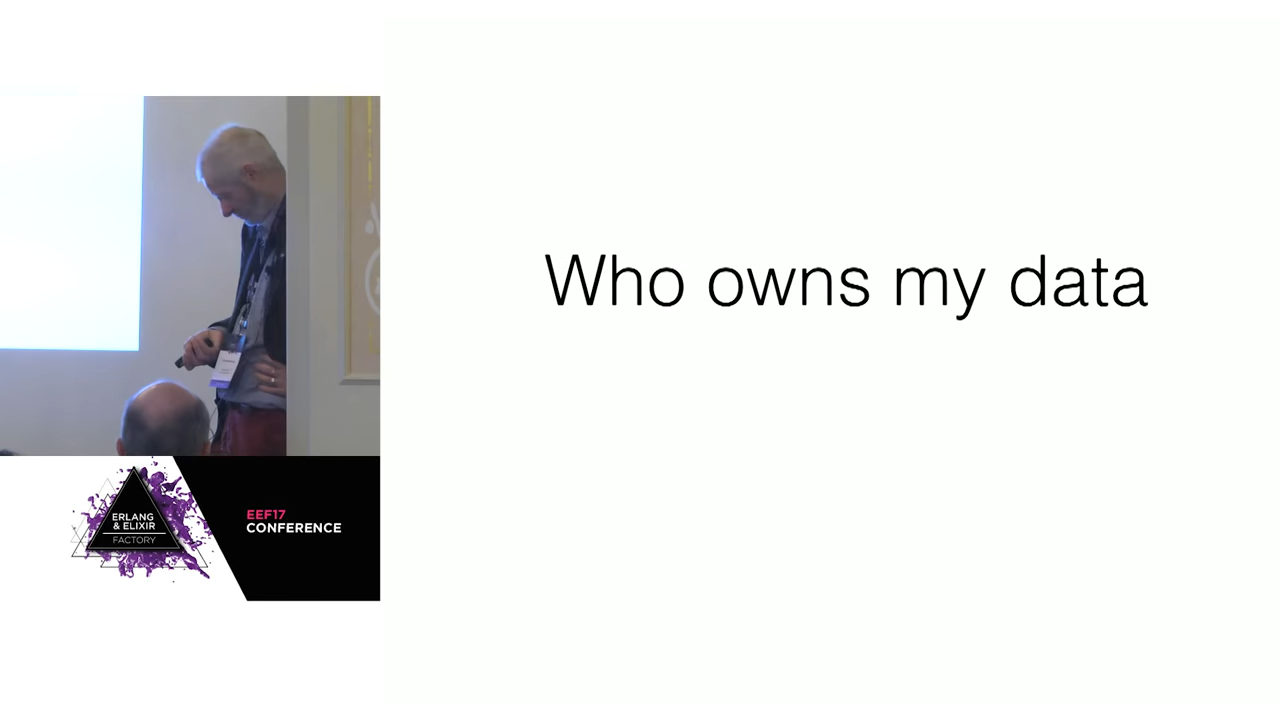 Who owns my data
ERLANG
& ELIXIR
FACTORY
EEF17
CONFERENCE